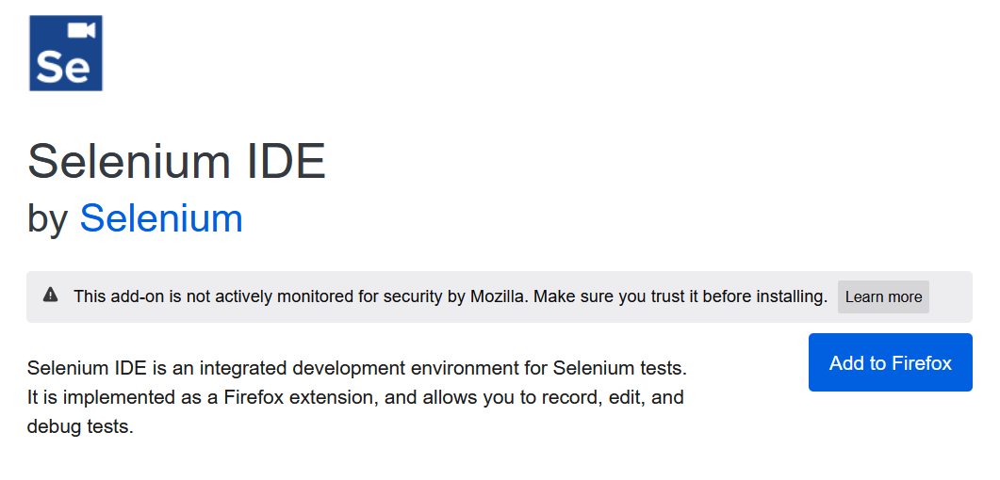 Se
Selenium IDE
by Selenium
This add-on is not actively monitored for security by Mozilla. Make sure you trust it before installing. Learn more
Selenium IDE is an integrated development environment for Selenium tests.
It is implemented as a Firefox extension, and allows you to record, edit, and
debug tests.
Add to Firefox